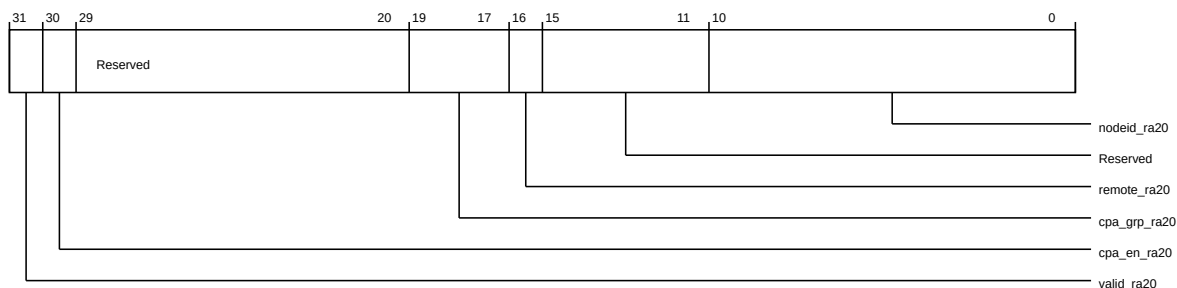 31 30 29 20 19 17 16 15 11 10 0
Reserved
nodeid_ra20
Reserved
remote_ra20
cpa_grp_ra20
cpa_en_ra20
valid_ra20